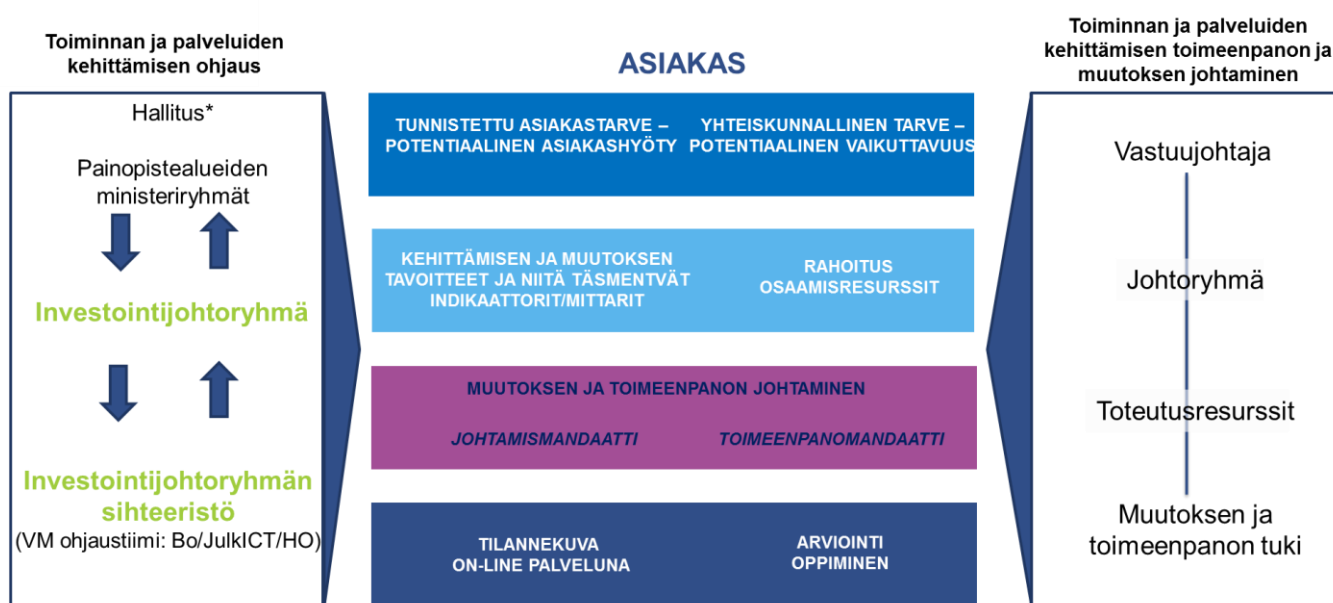 Toiminnan ja palveluiden
kehittämisen ohjaus
Hallitus*
Painopistealueiden
ministeriryhmät
Investointijohtoryhmä
Investointijohtoryhmän
sihteeristö
(VM ohjaustiimi: Bo/JulkICT/HO)
ASIAKAS
TUNNISTETTU ASIAKASTARVE –
POTENTIAALINEN ASIAKASHYÖTY
YHTEISKUNNALLINEN TARVE –
POTENTIAALINEN VAIKUTTAVUUS
KEHITTÄMISEN JA MUUTOKSEN
TAVOITTEET JA NIITÄ TÄSMENTVÄT
INDIKAATTORIT/MITTARIT
RAHOITUS
OSAAMISRESURSSIT
MUUTOKSEN JA TOIMEENPANON JOHTAMINEN
JOHTAMISMANDAATTI
TOIMEENPANOMANDAATTI
TILANNEKUVA
ON-LINE PALVELUNA
ARVIOINTI
OPPIMINEN
Toiminnan ja palveluiden
kehittämisen toimeenpanon ja
muutoksen johtaminen
Vastuujohtaja
Johtoryhmä
Toteutusresurssit
Muutoksen ja
toimeenpanon tuki